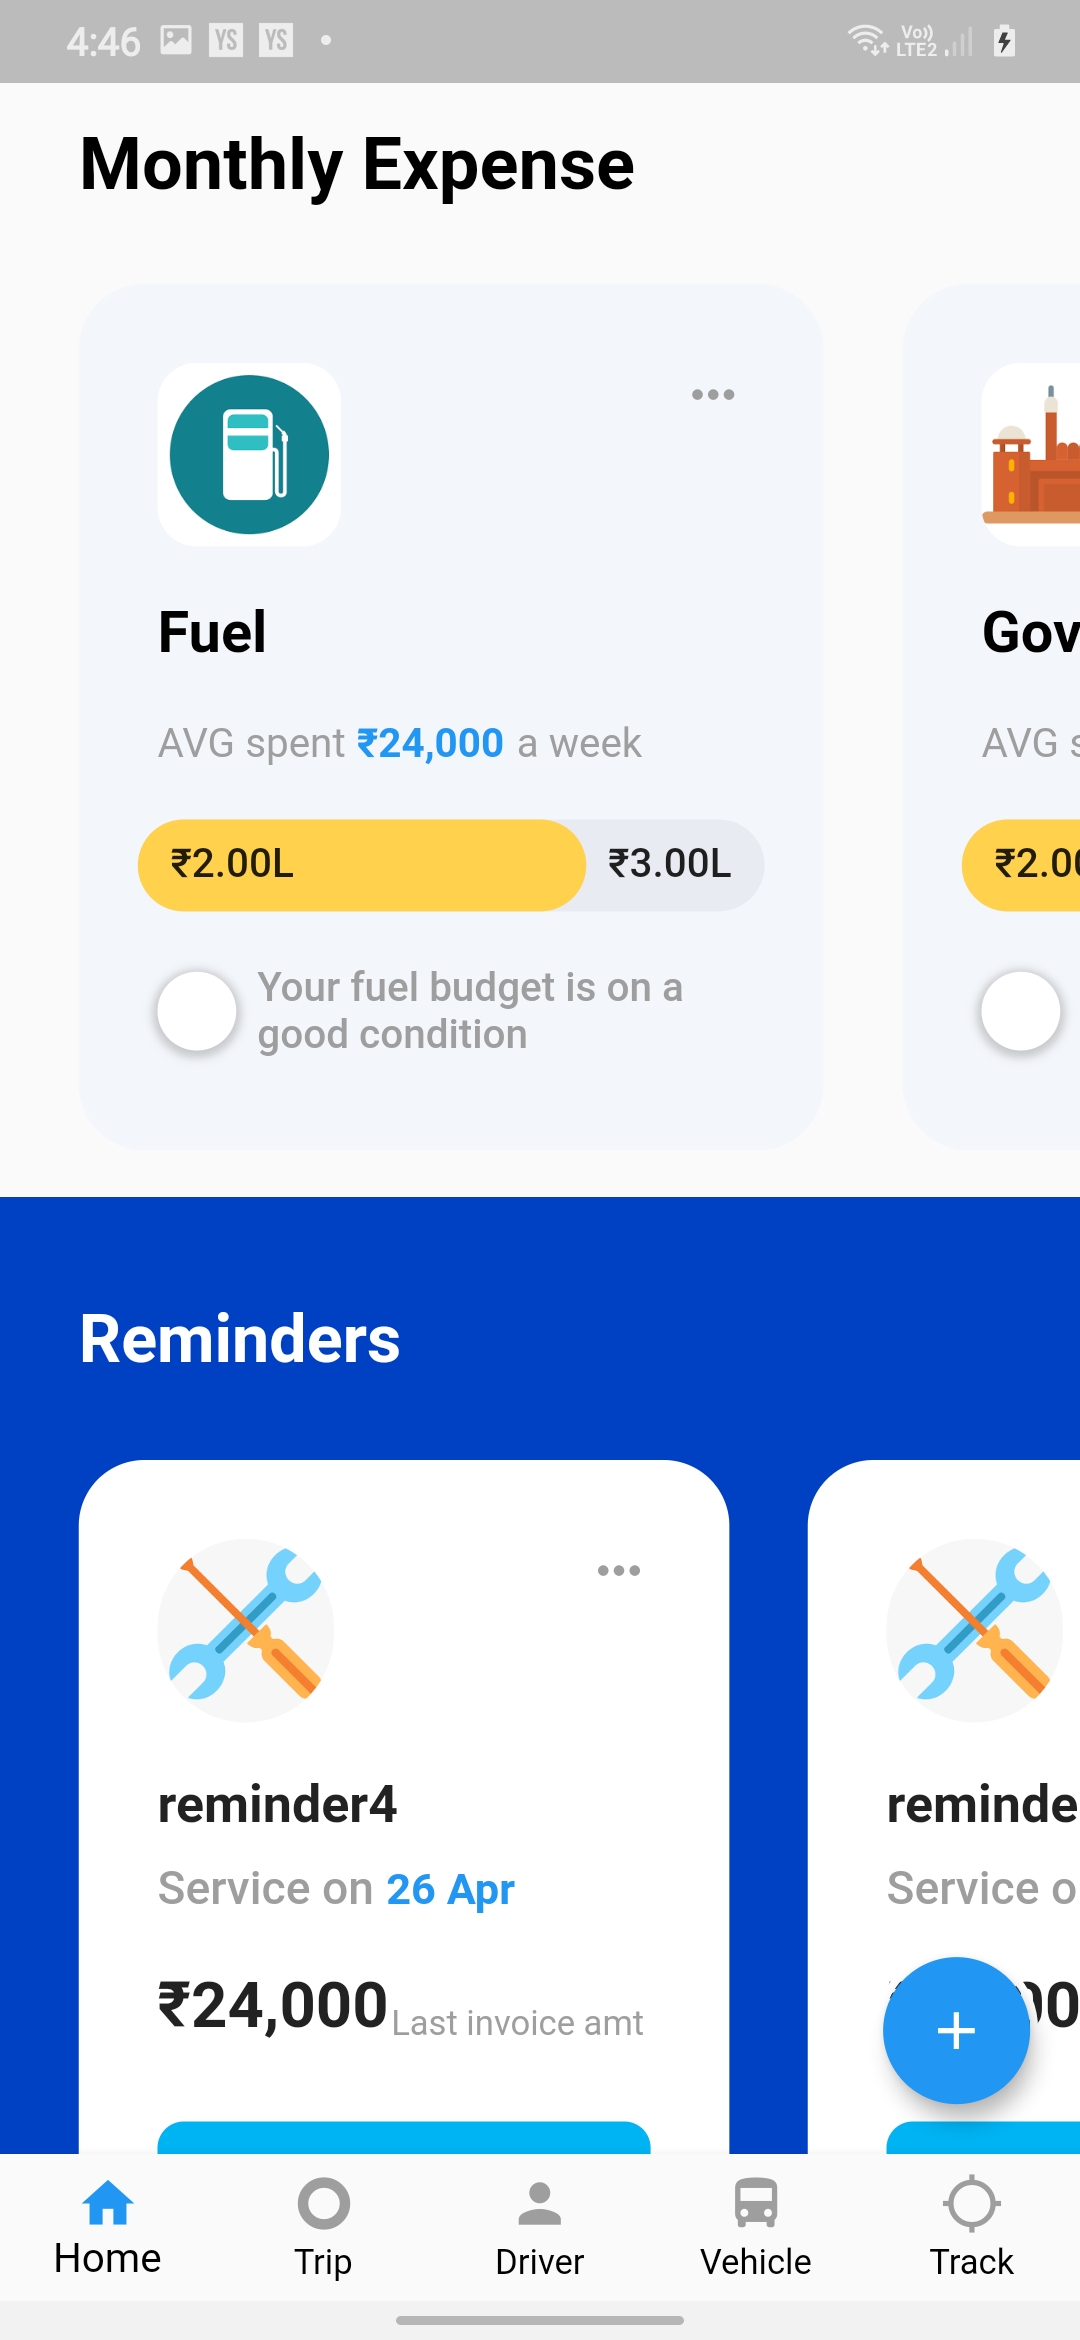 4:46 YS YS
Vo)) LTE2
Monthly Expense
Fuel
Gov
AVG spent ₹24,000 a week
AVG s
₹2.00L ₹3.00L
₹2.00
Your fuel budget is on a
good condition
Reminders
reminder4
reminde
Service on 26 Apr
Service o
₹24,000 Last invoice amt
Home Trip Driver Vehicle Track